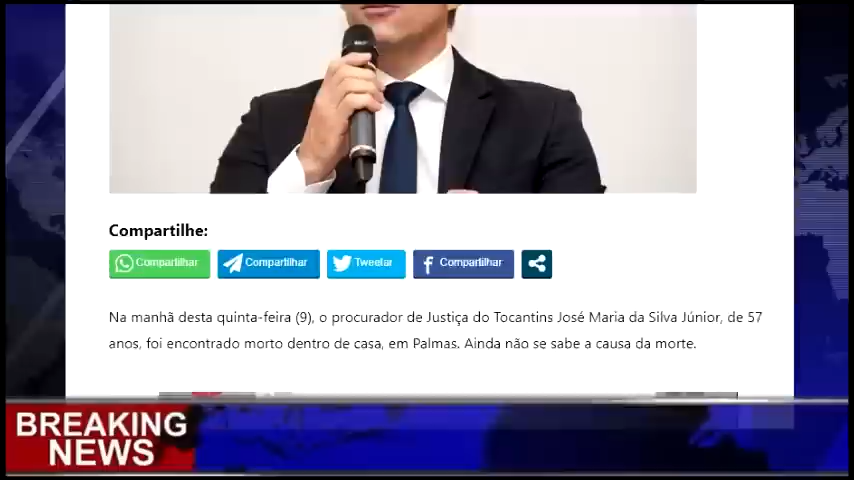 Compartilhe:
Compartilhar Compartilhar Tweetar Compartilhar
Na manhã desta quinta-feira (9), o procurador de Justiça do Tocantins José Maria da Silva Júnior, de 57
anos, foi encontrado morto dentro de casa, em Palmas. Ainda não se sabe a causa da morte.
BREAKING
NEWS